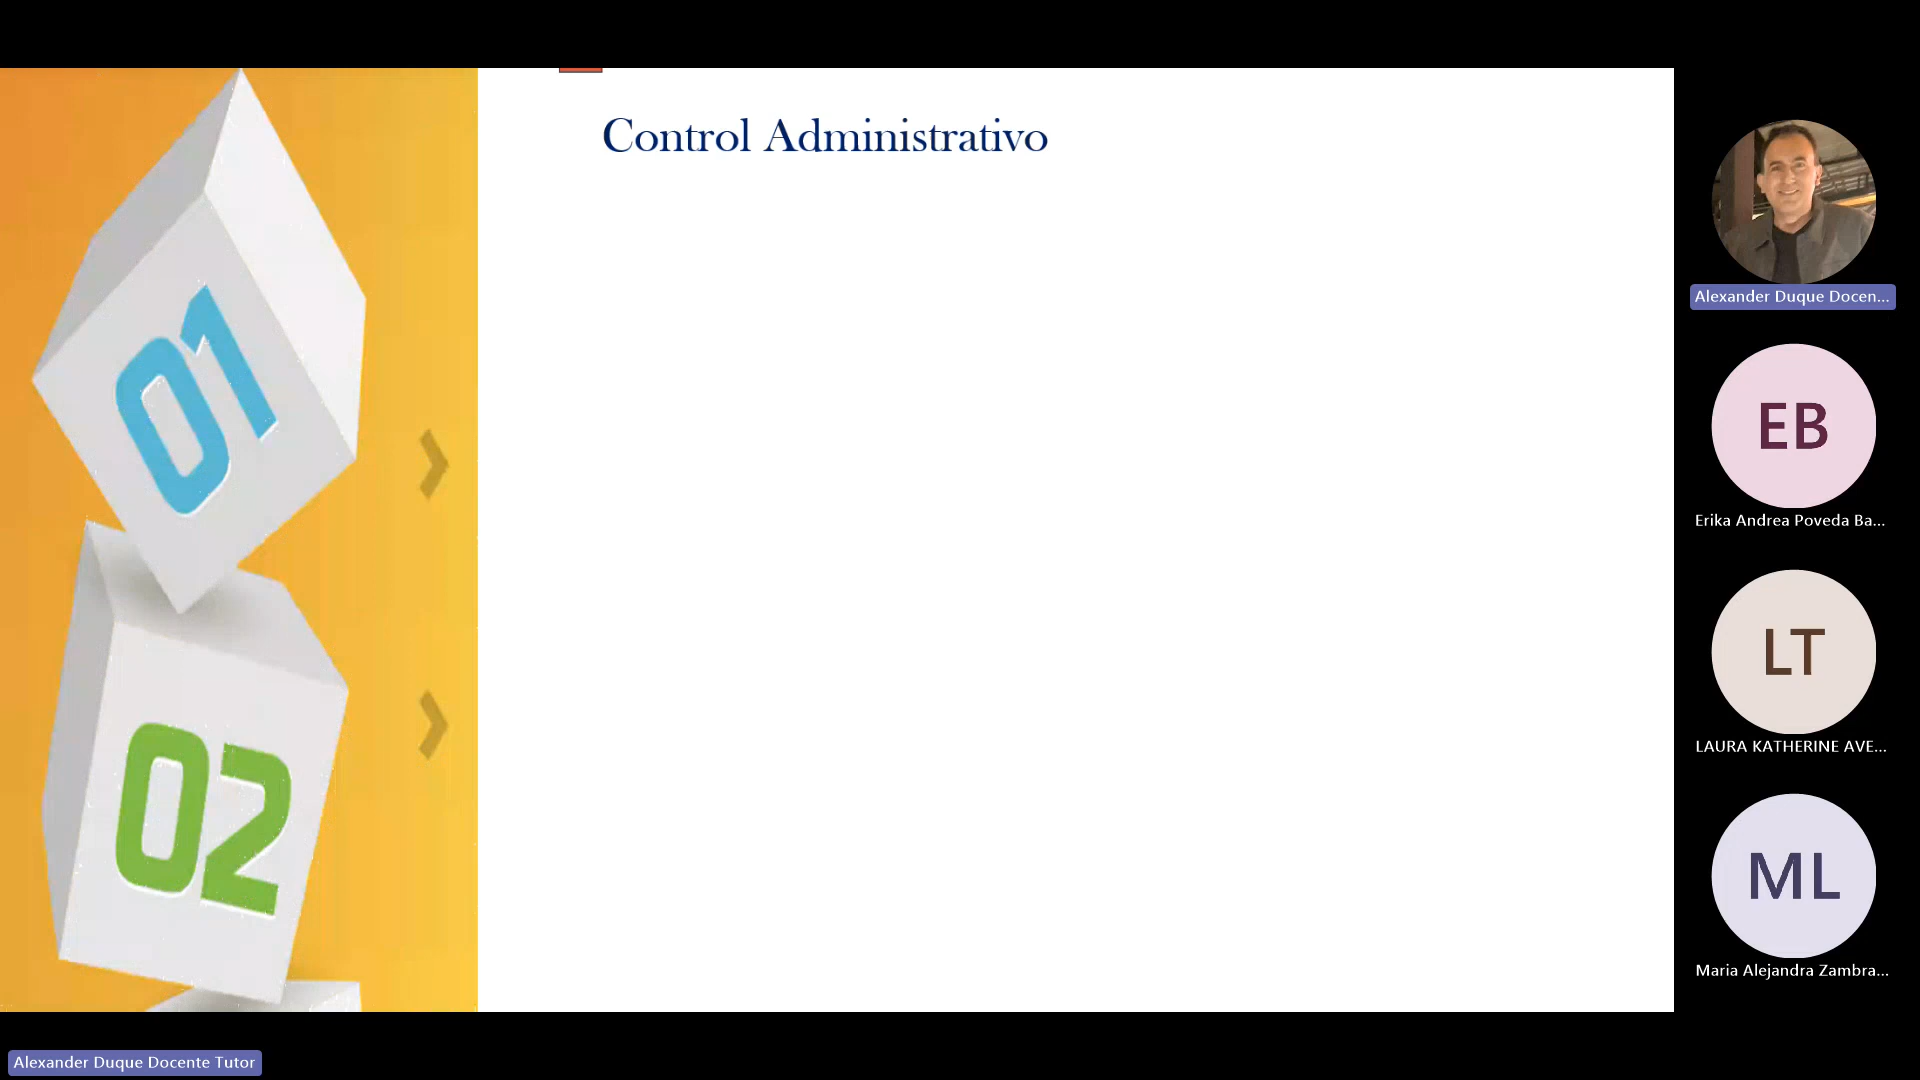 Control Administrativo
01
02
Alexander Duque Docen...
EB
Erika Andrea Poveda Ba...
LT
LAURA KATHERINE AVE...
ML
Maria Alejandra Zambra...
Alexander Duque Docente Tutor